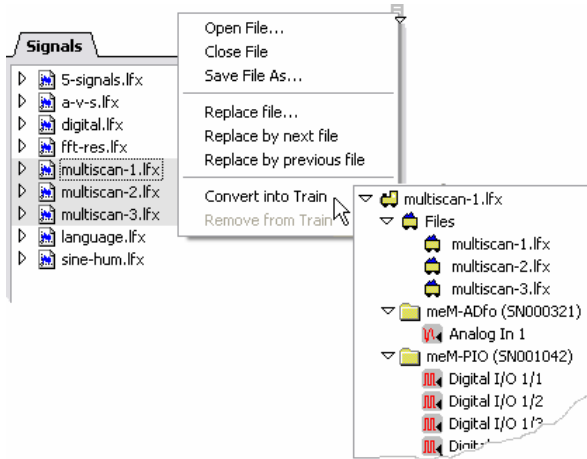 Signals
5-signals.lfx
a-v-s.lfx
digital.lfx
fft-res.lfx
multiscan-1.lfx
multiscan-2.lfx
multiscan-3.lfx
language.lfx
sine-hum.lfx
Open File...
Close File
Save File As...
Replace file...
Replace by next file
Replace by previous file
Convert into Train
Remove from Train
multiscan-1.lfx
Files
multiscan-1.lfx
multiscan-2.lfx
multiscan-3.lfx
meM-ADfo (SN000321)
Analog In 1
meM-PIO (SN001042)
Digital I/O 1/1
Digital I/O 1/2
Digital I/O 1/3